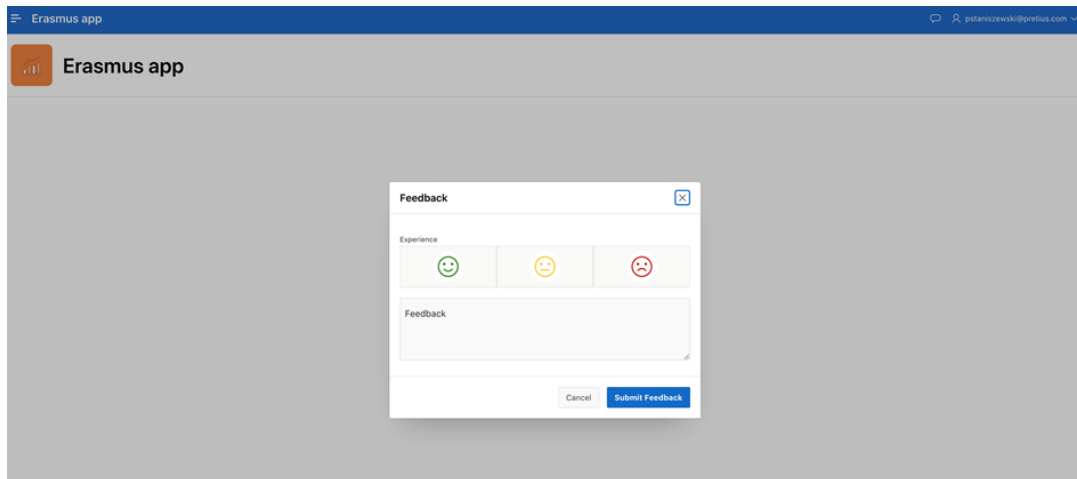 Erasmus app
pstaniszewski@pretius.com
Erasmus app
Feedback
Experience
Feedback
Cancel
Submit Feedback